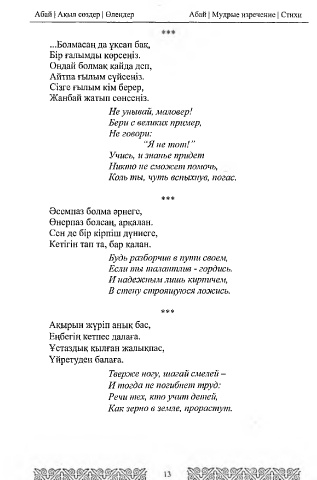 Абай | Ақыл сөздер | Өлеңдер
Абай | Мудрые изречение | Стихи
***
...Болмасаң да ұқсап бақ,
Бір ғалымды көрсеңіз.
Ондай болмақ қайда деп,
Айтпа ғылым сүйсеңіз.
Сізге ғылым кім берер,
Жанбай жатып сөнсеңіз.
Не унывай, маловер!
Бери с великих пример,
Не говори:
"Я не тот!"
Учись, и знанье придет
Никто не сможет помочь,
Коль ты, чуть вспыхнув, погас.
***
Әсемпаз болма әрнеге,
Өнерпаз болсаң, арқалан.
Сен де бір кірпіш дүниеге,
Кетігін тап та, бар қалан.
Будь разборчив в пути своем,
Если ты талантлив - гордись.
И надежным лишь кирпичем,
В стену строящуюся ложись.
***
Ақырын жүріп анық бас,
Еңбегің кетпес далаға.
Ұстаздық қылған жалықпас,
Үйретуден балаға.
Тверже ногу, шагай смелей –
И тогда не погибнет труд:
Речи тех, кто учит детей,
Как зерно в земле, прорастут.
13